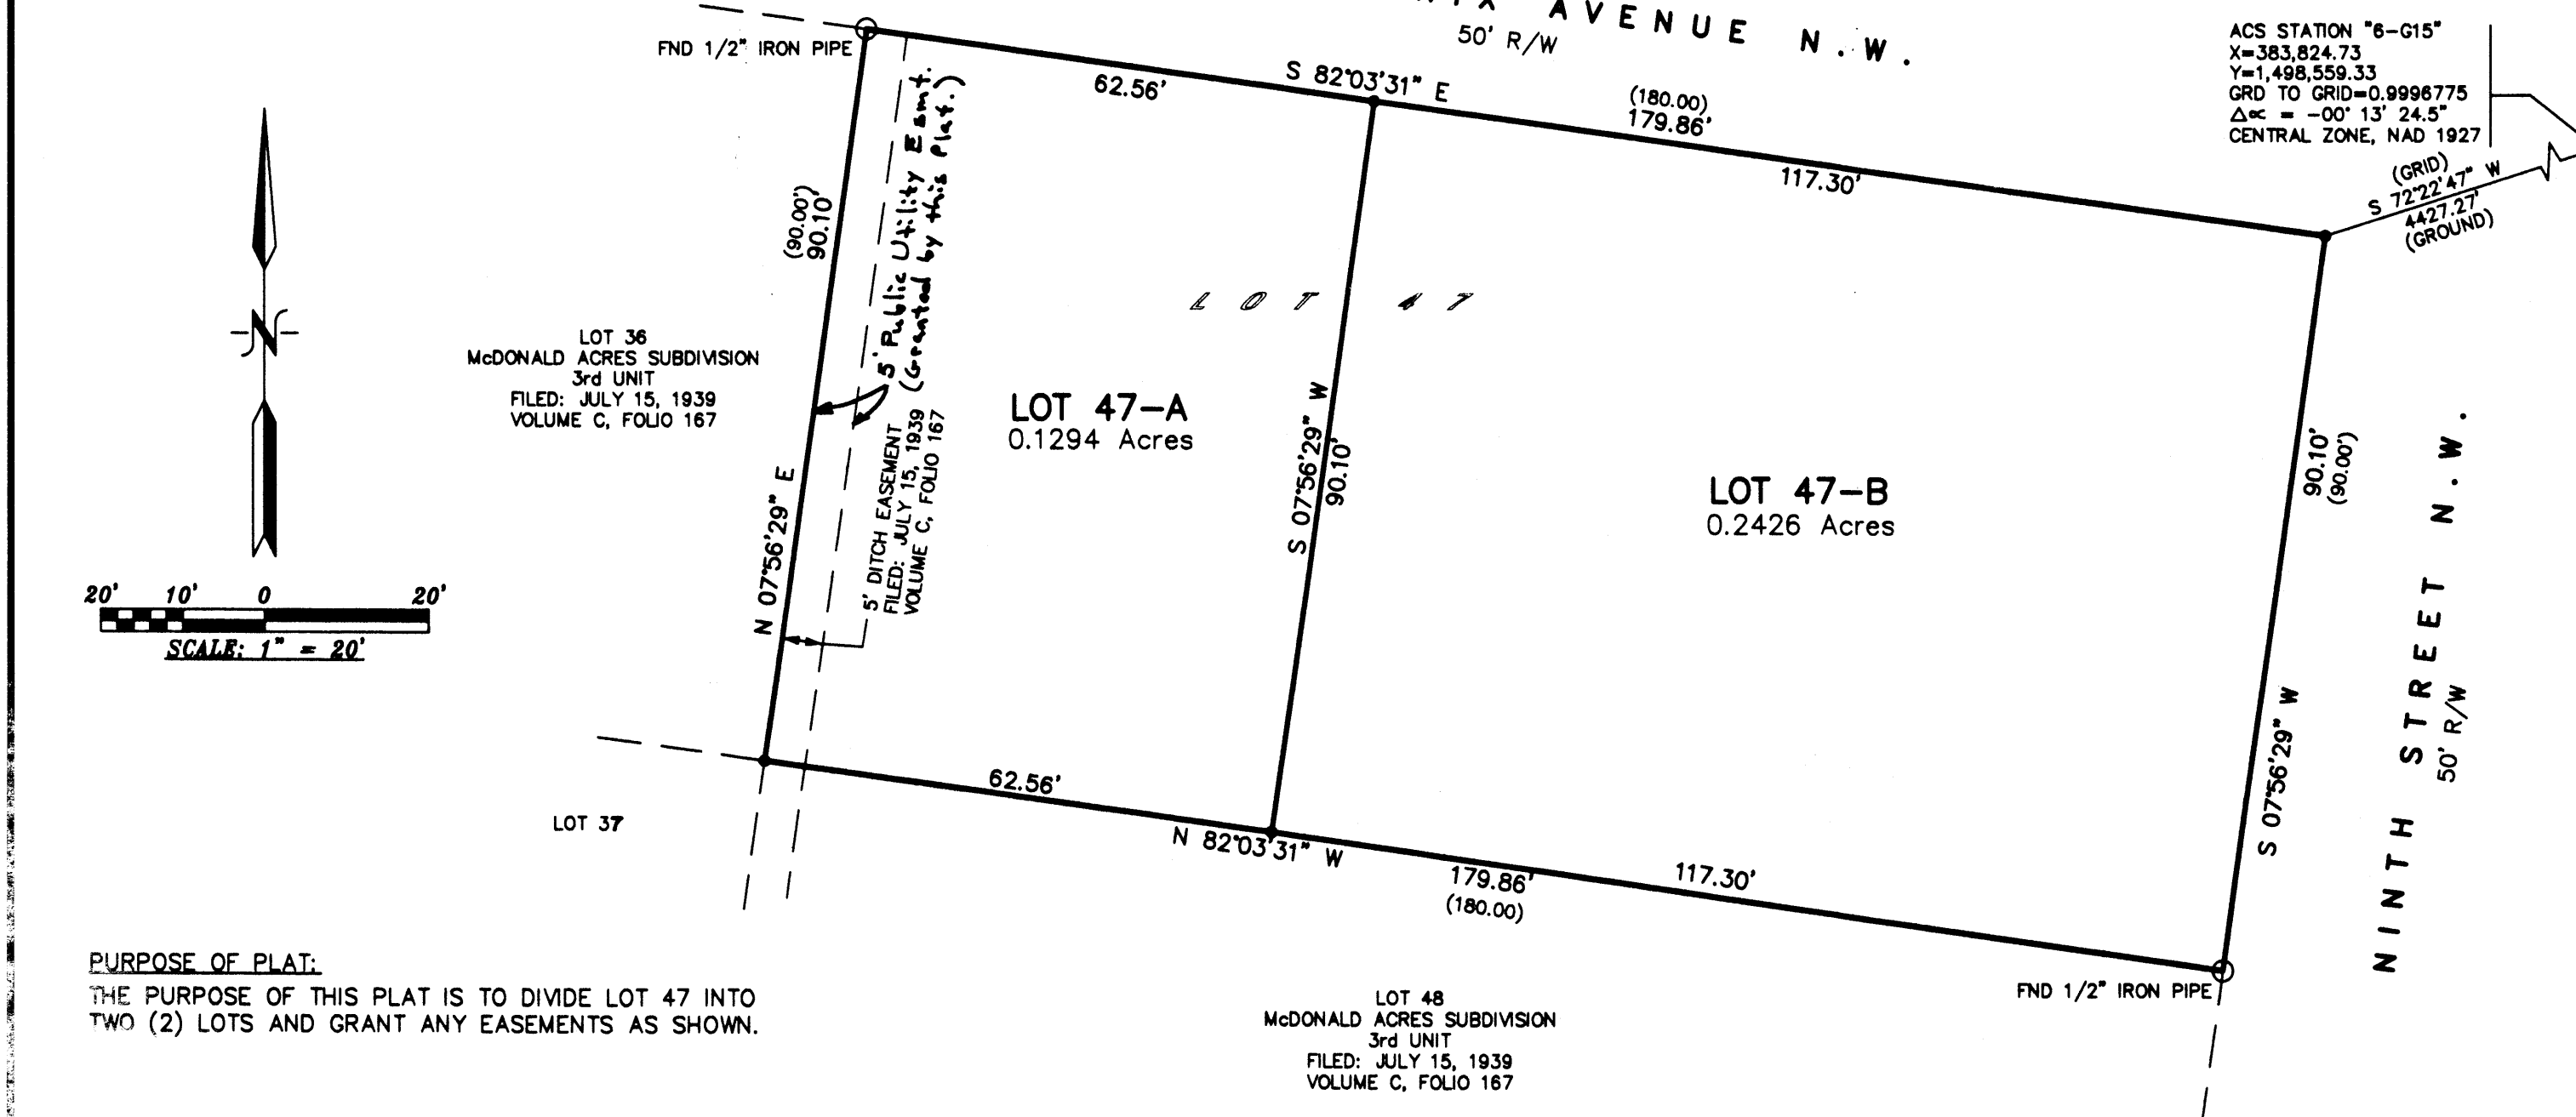 AVENUE N.W.
50' R/W
FND 1/2" IRON PIPE
62.56'
S 82°03'31" E
(180.00)
179.86'
117.30'
ACS STATION "6-G15"
X=383,824.73
Y=1,498,559.33
GRD TO GRID=0.9996775
Δ∝ = -00° 13' 24.5"
CENTRAL ZONE, NAD 1927
(GRID)
S 72°22'47" W
4427.27'
(GROUND)
(90.00')
90.10'
5' Public Utility Esmt.
(Granted by this Plat.)
LOT 47
N
LOT 36
McDONALD ACRES SUBDIVISION
3rd UNIT
FILED: JULY 15, 1939
VOLUME C, FOLIO 167
LOT 47-A
0.1294 Acres
5' DITCH EASEMENT
FILED: JULY 15, 1939
VOLUME C, FOLIO 167
N 07°56'29" E
S 07°56'29" W
90.10'
LOT 47-B
0.2426 Acres
90.10'
(90.00')
S 07°56'29" W
NINTH STREET N.W.
50' R/W
20' 10' 0 20'
SCALE: 1" = 20'
62.56'
N 82°03'31" W
179.86'
(180.00)
117.30'
LOT 37
FND 1/2" IRON PIPE
PURPOSE OF PLAT:
THE PURPOSE OF THIS PLAT IS TO DIVIDE LOT 47 INTO
TWO (2) LOTS AND GRANT ANY EASEMENTS AS SHOWN.
LOT 48
McDONALD ACRES SUBDIVISION
3rd UNIT
FILED: JULY 15, 1939
VOLUME C, FOLIO 167